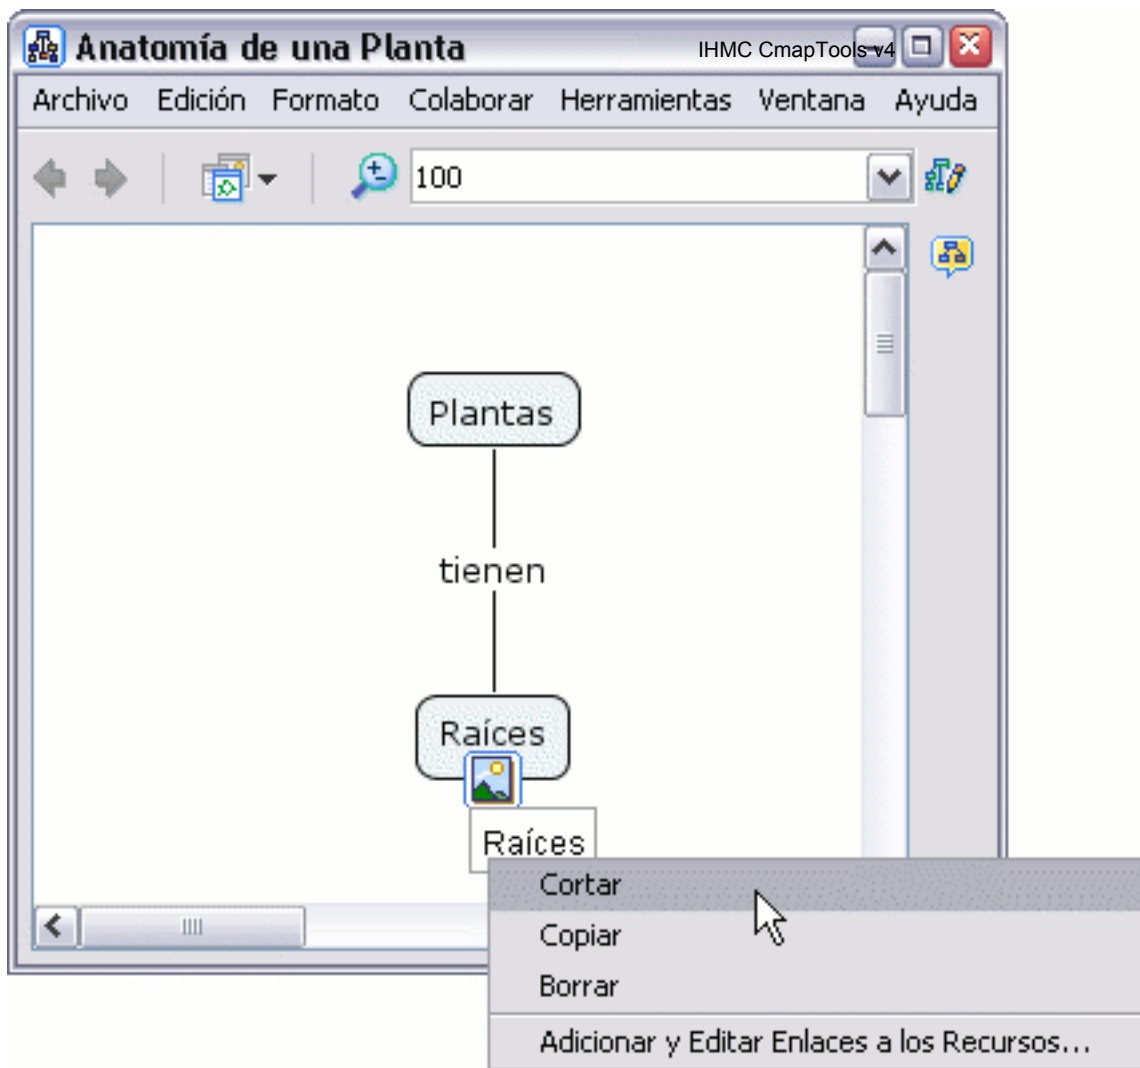 Anatomía de una Planta IHMC CmapTools v4
Archivo Edición Formato Colaborar Herramientas Ventana Ayuda
100
Plantas
tienen
Raíces
Raíces
Cortar
Copiar
Borrar
Adicionar y Editar Enlaces a los Recursos...